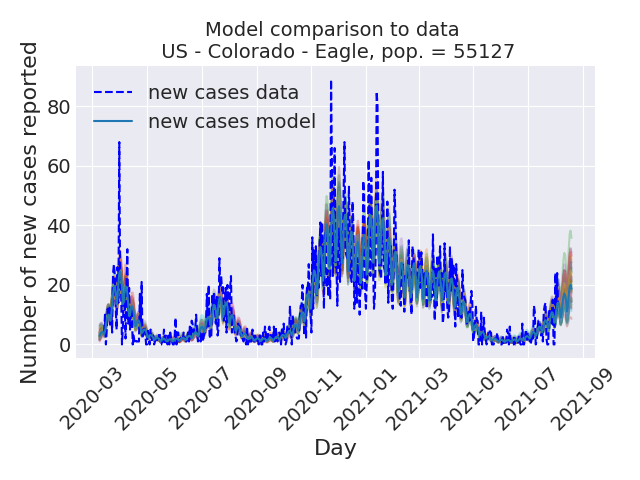 Model comparison to data
US - Colorado - Eagle, pop. = 55127
Number of new cases reported
80
60
40
20
0
new cases data
new cases model
2020-03
2020-05
2020-07
2020-09
2020-11
2021-01
2021-03
2021-05
2021-07
2021-09
Day